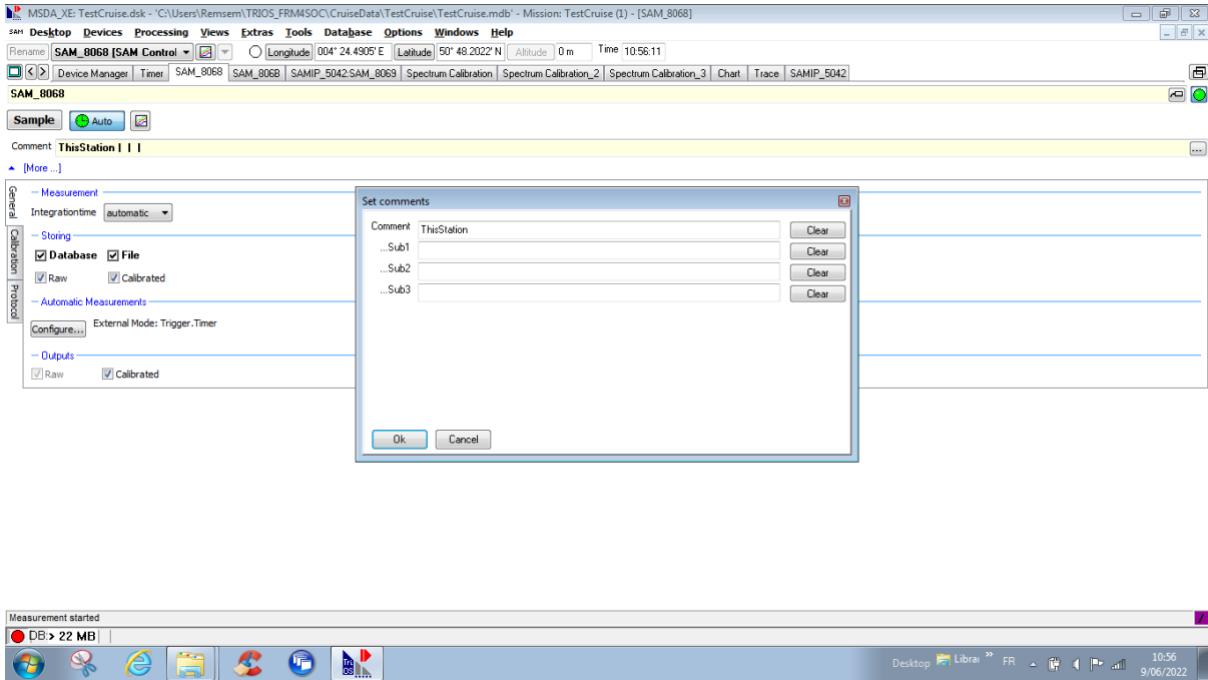 MSDA_XE: TestCruise.dsk - 'C:\Users\Remsem\TRIOS_FRM4SOC\CruiseData\TestCruise\TestCruise.mdb' - Mission: TestCruise (1) - [SAM_8068]
SAM Desktop Devices Processing Views Extras Tools Database Options Windows Help
Rename SAM_8068 [SAM Control Longitude 004° 24.4905' E Latitude 50° 48.2022' N Altitude 0 m Time 10:56:11
Device Manager Timer SAM_8068 SAM_806B SAMIP_5042:SAM_8069 Spectrum Calibration Spectrum Calibration_2 Spectrum Calibration_3 Chart Trace SAMIP_5042
SAM_8068
Sample Auto
Comment ThisStation | | |
[More ...]
General
Calibration
Protocol
Measurement
Integrationtime automatic
Storing
Database File
Raw Calibrated
Automatic Measurements
Configure... External Mode: Trigger.Timer
Outputs
Raw Calibrated
Set comments
Comment ThisStation Clear
...Sub1 Clear
...Sub2 Clear
...Sub3 Clear
Ok Cancel
Measurement started
DB:> 22 MB
Desktop Librai » FR 10:56
9/06/2022